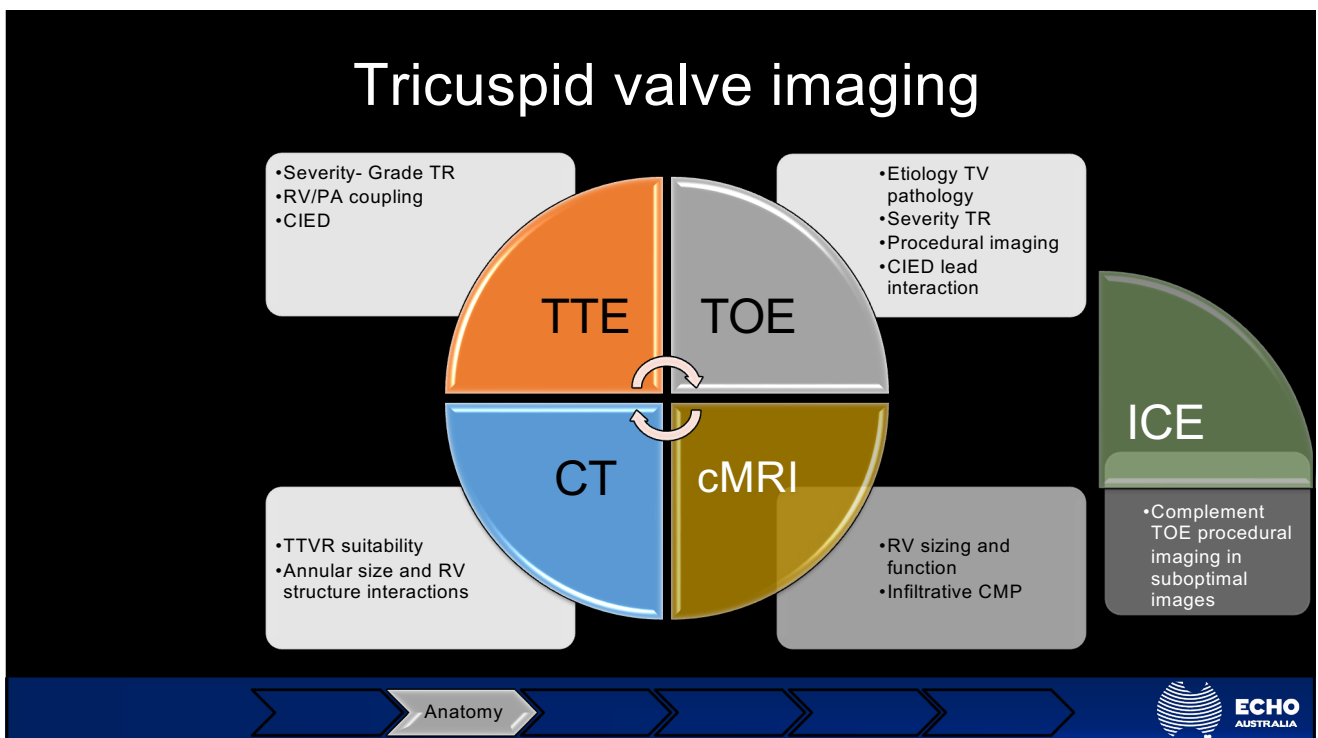 Tricuspid valve imaging
•Severity- Grade TR
•RV/PA coupling
•CIED
•Etiology TV
pathology
•Severity TR
•Procedural imaging
•CIED lead
interaction
TTE
TOE
ICE
CT
cMRI
•TTVR suitability
•Annular size and RV
structure interactions
•RV sizing and
function
•Infiltrative CMP
•Complement
TOE procedural
imaging in
suboptimal
images
Anatomy
ECHO
AUSTRALIA